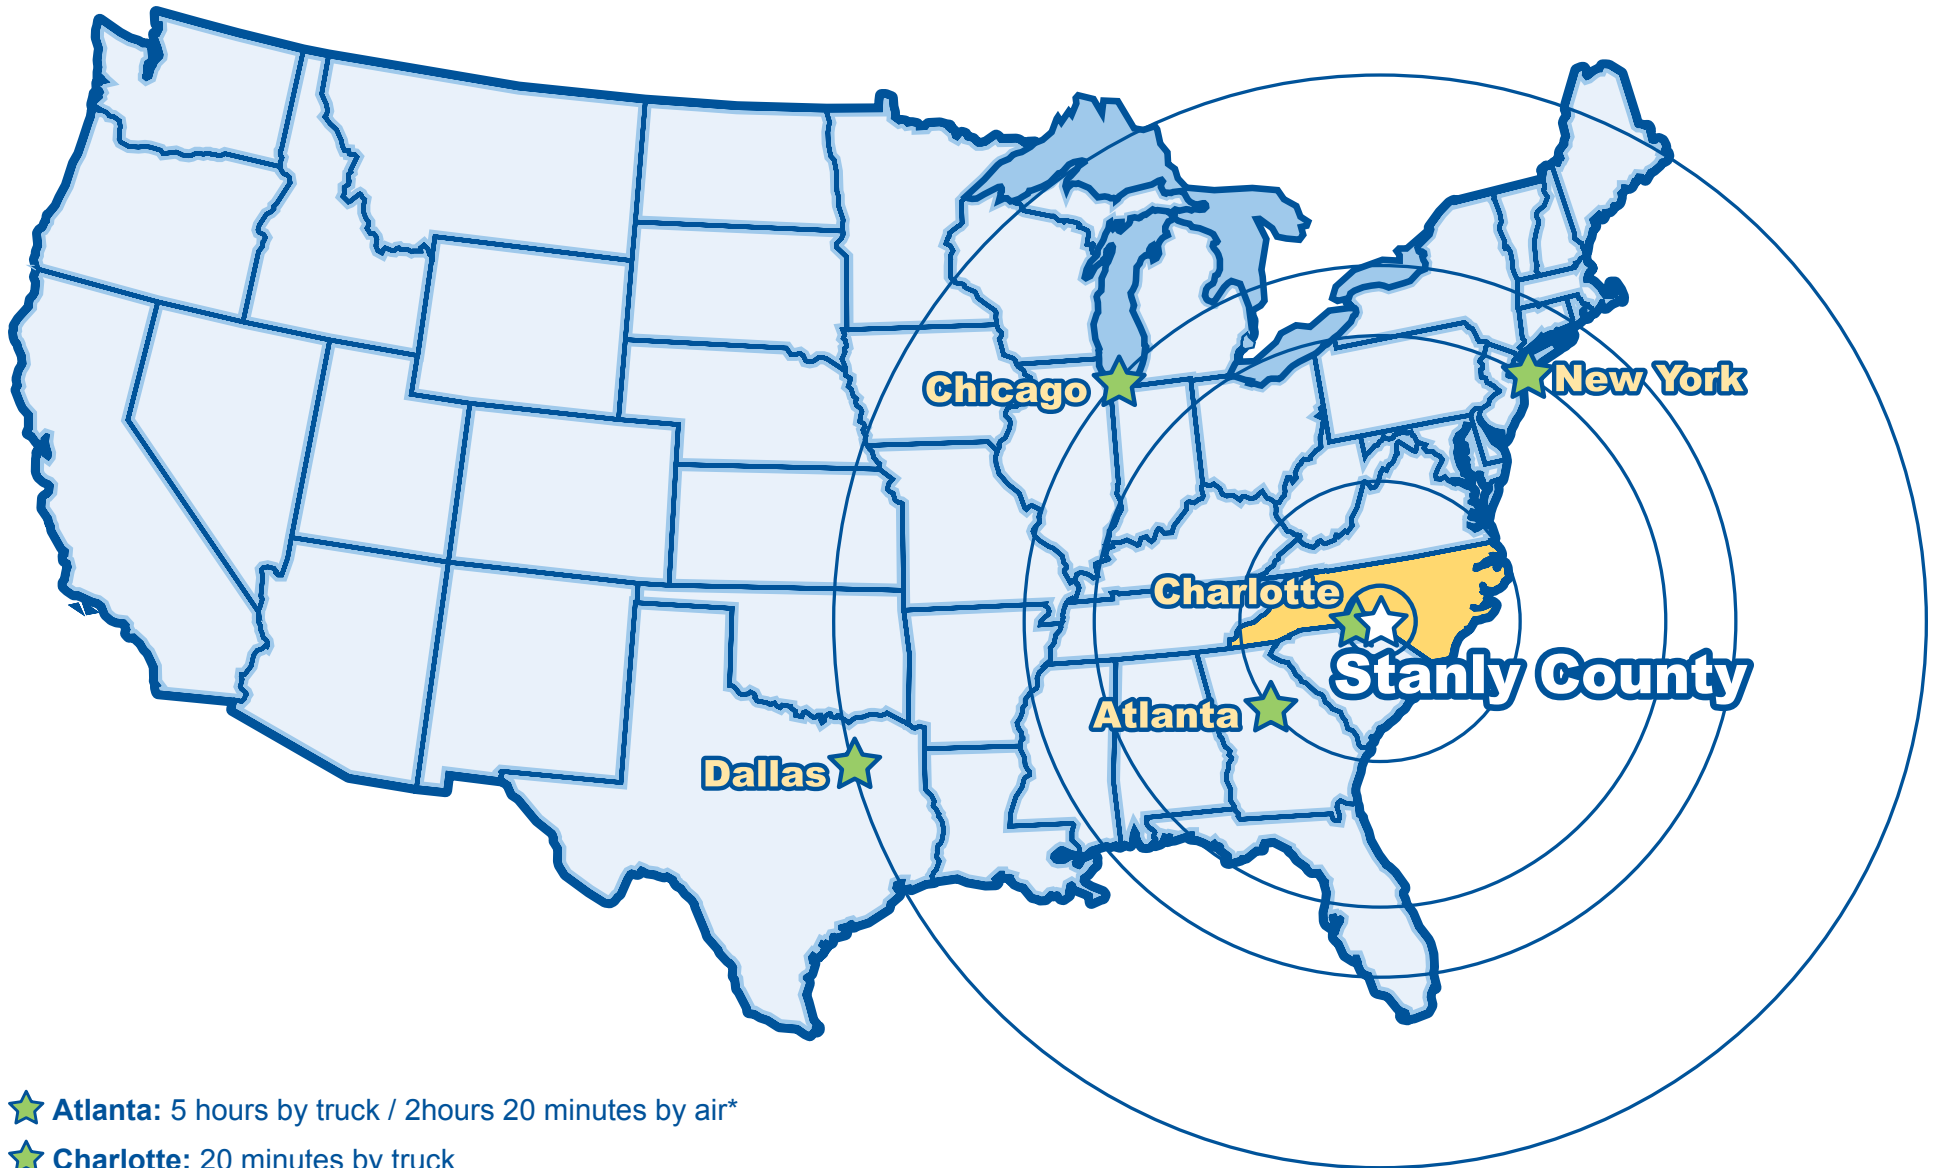 Chicago
New York
Charlotte
Stanly County
Atlanta
Dallas
Atlanta: 5 hours by truck / 2hours 20 minutes by air*
Charlotte: 20 minutes by truck